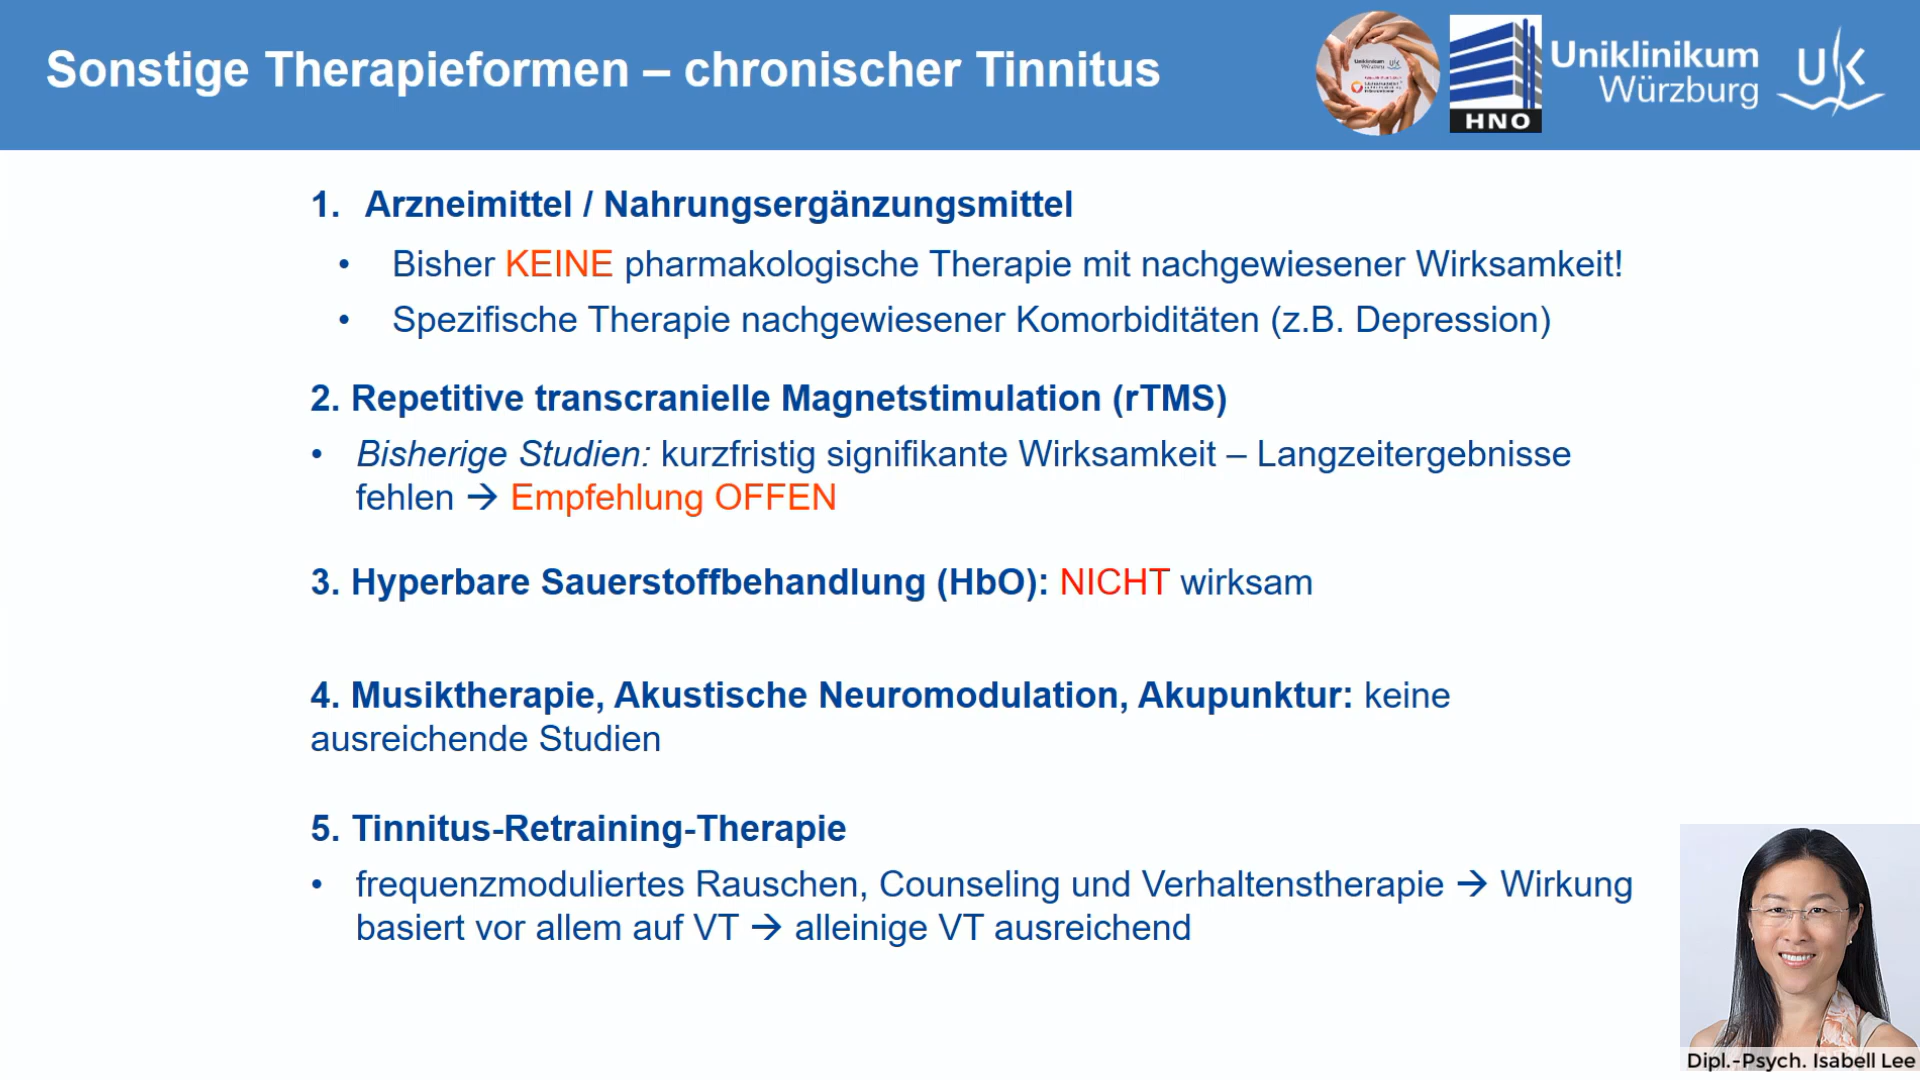 Sonstige Therapieformen – chronischer Tinnitus
Uniklinikum
Würzburg
HNO
Uniklinikum
Würzburg
UK
1. Arzneimittel / Nahrungsergänzungsmittel
• Bisher KEINE pharmakologische Therapie mit nachgewiesener Wirksamkeit!
• Spezifische Therapie nachgewiesener Komorbiditäten (z.B. Depression)
2. Repetitive transcranielle Magnetstimulation (rTMS)
• Bisherige Studien: kurzfristig signifikante Wirksamkeit – Langzeitergebnisse
fehlen → Empfehlung OFFEN
3. Hyperbare Sauerstoffbehandlung (HbO): NICHT wirksam
4. Musiktherapie, Akustische Neuromodulation, Akupunktur: keine
ausreichende Studien
5. Tinnitus-Retraining-Therapie
• frequenzmoduliertes Rauschen, Counseling und Verhaltenstherapie → Wirkung
basiert vor allem auf VT → alleinige VT ausreichend
Dipl.-Psych. Isabell Lee